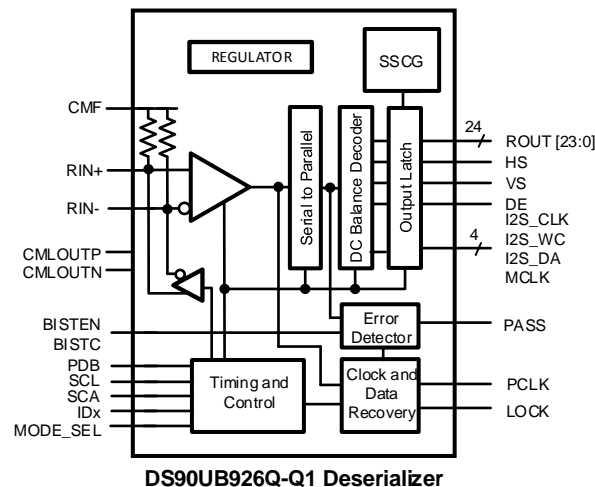 REGULATOR
SSCG
CMF
RIN+
RIN-
CMLOUTP
CMLOUTN
BISTEN
BISTC
PDB
SCL
SCA
IDx
MODE_SEL
Serial to Parallel
DC Balance Decoder
Output Latch
Error
Detector
Timing and
Control
Clock and
Data
Recovery
24
ROUT [23:0]
HS
VS
DE
I2S_CLK
4
I2S_WC
I2S_DA
MCLK
PASS
PCLK
LOCK
DS90UB926Q-Q1 Deserializer